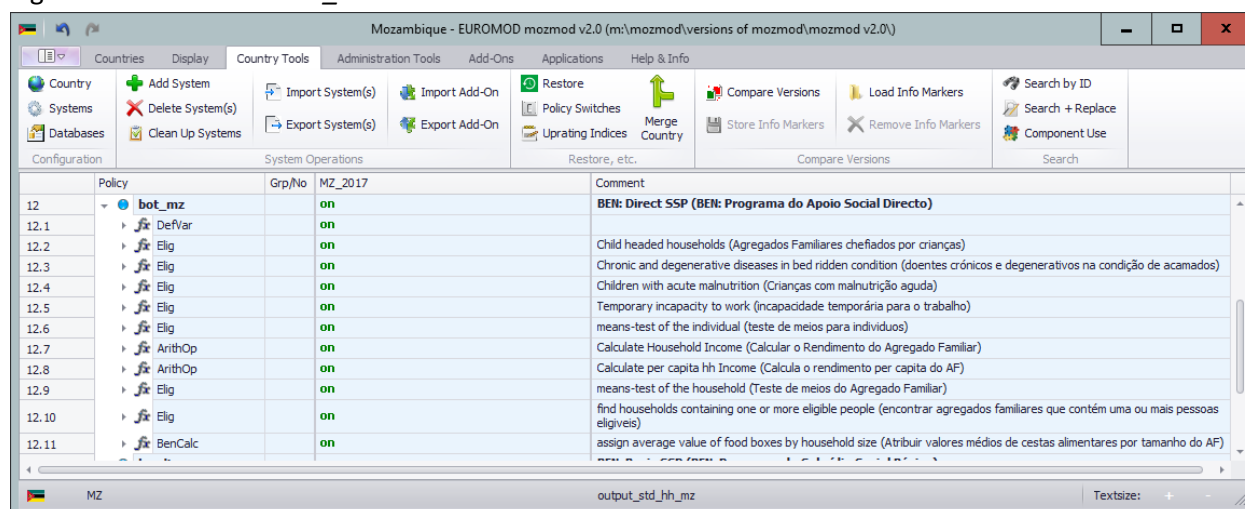 Mozambique - EUROMOD mozmod v2.0 (m:\mozmod\versions of mozmod\mozmod v2.0\)
Countries Display Country Tools Administration Tools Add-Ons Applications Help & Info
Country Add System Import System(s) Import Add-On Restore Compare Versions Load Info Markers Search by ID
Systems Delete System(s) Policy Switches Search + Replace
Databases Clean Up Systems Export System(s) Export Add-On Uprating Indices Merge Country Store Info Markers Remove Info Markers Component Use
Configuration System Operations Restore, etc. Compare Versions Search
Policy Grp/No MZ_2017 Comment
12 bot_mz on BEN: Direct SSP (BEN: Programa do Apoio Social Directo)
12.1 fx DefVar on
12.2 fx Elig on Child headed households (Agregados Familiares chefiados por crianças)
12.3 fx Elig on Chronic and degenerative diseases in bed ridden condition (doentes crónicos e degenerativos na condição de acamados)
12.4 fx Elig on Children with acute malnutrition (Crianças com malnutrição aguda)
12.5 fx Elig on Temporary incapacity to work (incapacidade temporária para o trabalho)
12.6 fx Elig on means-test of the individual (teste de meios para individuos)
12.7 fx ArithOp on Calculate Household Income (Calcular o Rendimento do Agregado Familiar)
12.8 fx ArithOp on Calculate per capita hh Income (Calcula o rendimento per capita do AF)
12.9 fx Elig on means-test of the household (Teste de meios do Agregado Familiar)
12.10 fx Elig on find households containing one or more eligible people (encontrar agregados familiares que contém uma ou mais pessoas
eligiveis)
12.11 fx BenCalc on assign average value of food boxes by household size (Atribuir valores médios de cestas alimentares por tamanho do AF)
MZ output_std_hh_mz Textsize: + -